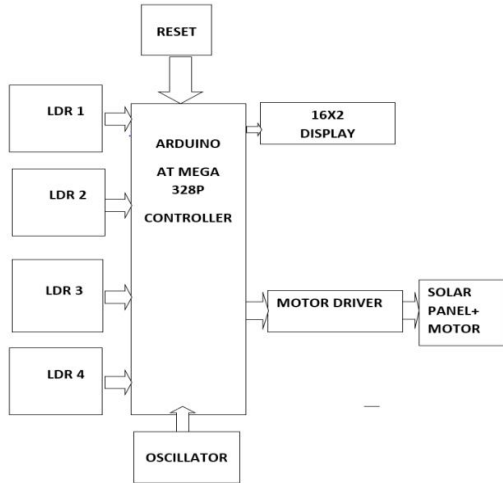 RESET
LDR 1
LDR 2
LDR 3
LDR 4
ARDUINO
AT MEGA
328P
CONTROLLER
16X2
DISPLAY
MOTOR DRIVER
SOLAR
PANEL+
MOTOR
OSCILLATOR